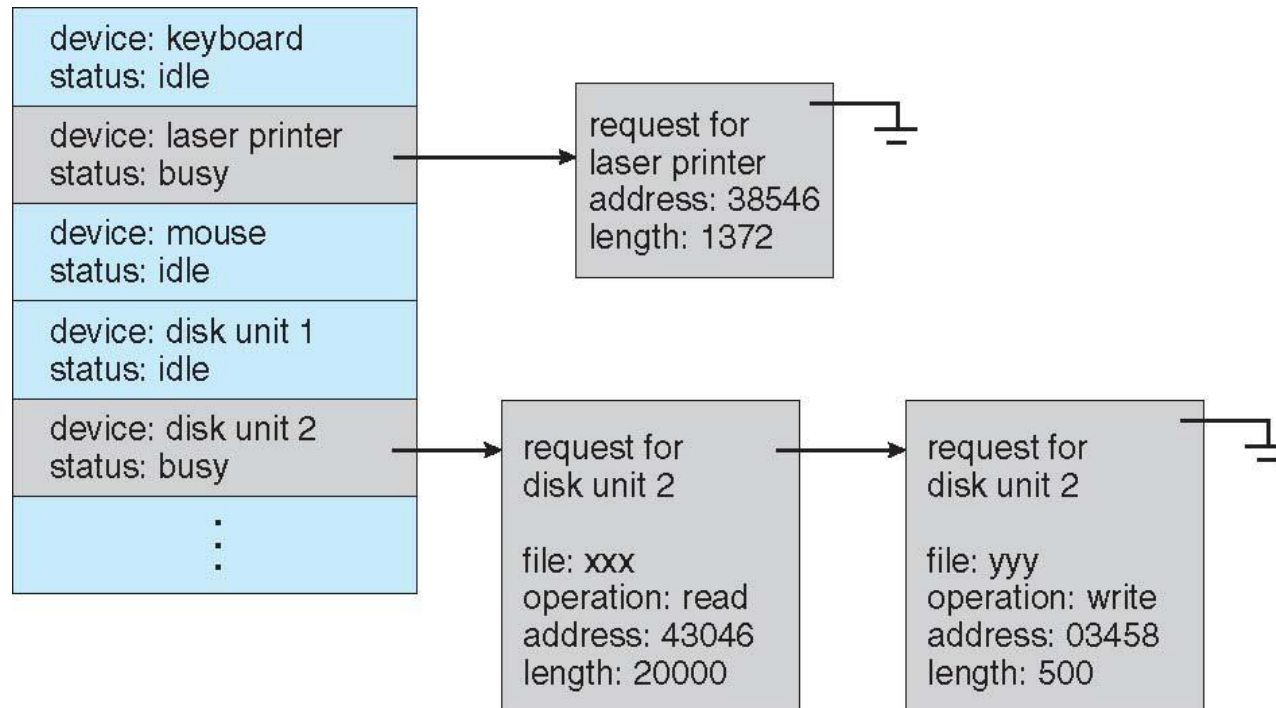 device: keyboard
status: idle
device: laser printer
status: busy
device: mouse
status: idle
device: disk unit 1
status: idle
device: disk unit 2
status: busy
request for
laser printer
address: 38546
length: 1372
request for
disk unit 2
file: xxx
operation: read
address: 43046
length: 20000
request for
disk unit 2
file: yyy
operation: write
address: 03458
length: 500